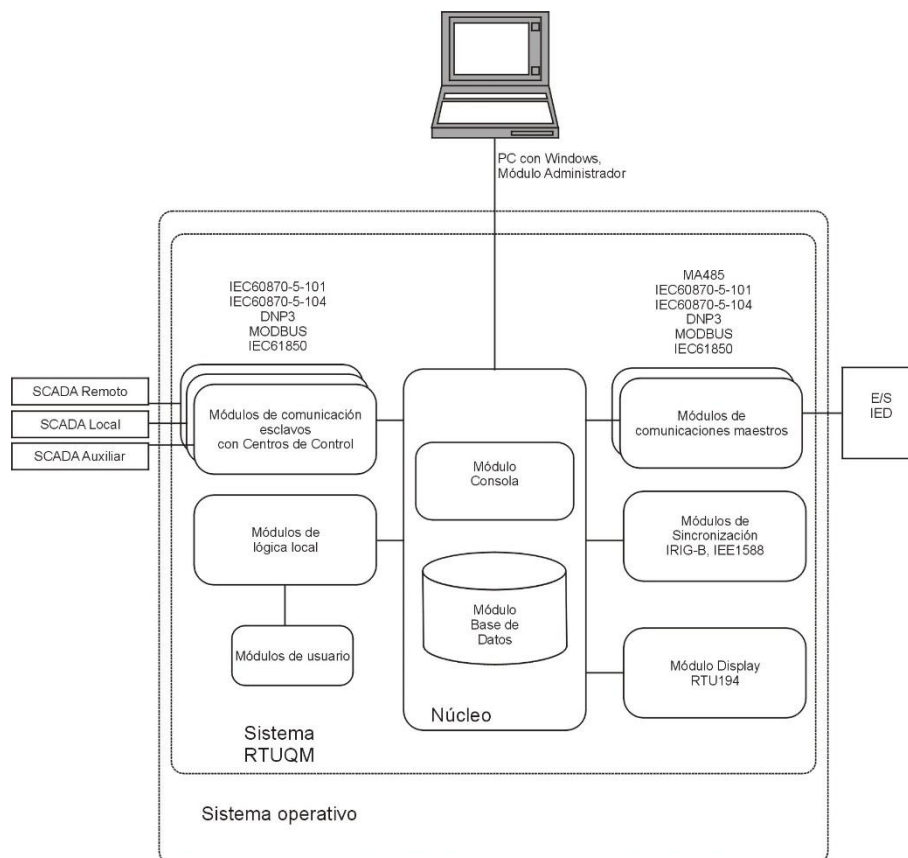 PC con Windows,
Módulo Administrador
IEC60870-5-101
IEC60870-5-104
DNP3
MODBUS
IEC61850
MA485
IEC60870-5-101
IEC60870-5-104
DNP3
MODBUS
IEC61850
SCADA Remoto
SCADA Local
SCADA Auxiliar
Módulos de comunicación
esclavos
con Centros de Control
Módulos de
comunicaciones maestros
E/S
IED
Módulo
Consola
Módulos de
lógica local
Módulos de
Sincronización
IRIG-B, IEE1588
Módulo
Base de
Datos
Módulos de usuario
Módulo Display
RTU194
Núcleo
Sistema
RTUQM
Sistema operativo